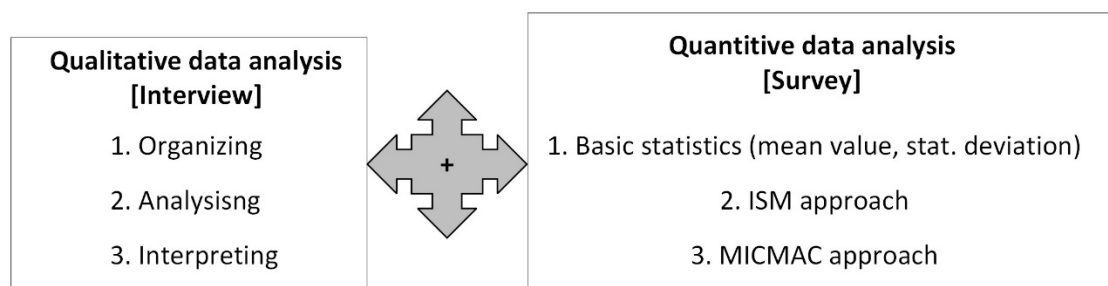 Qualitative data analysis
[Interview]
1. Organizing
2. Analysisng
3. Interpreting
+
Quantitive data analysis
[Survey]
1. Basic statistics (mean value, stat. deviation)
2. ISM approach
3. MICMAC approach